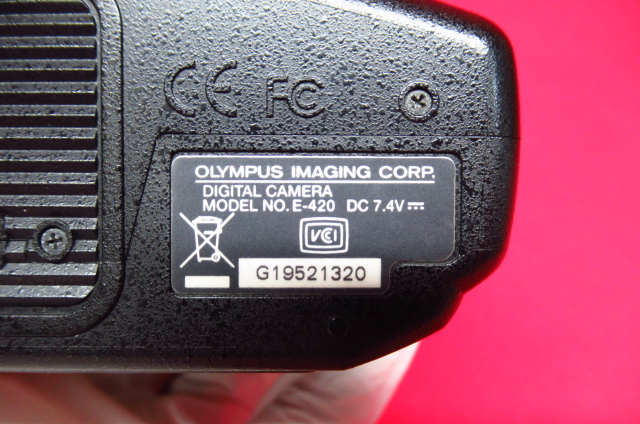 CE FC
OLYMPUS IMAGING CORP.
DIGITAL CAMERA
MODEL NO. E-420 DC 7.4V
VCI
G19521320